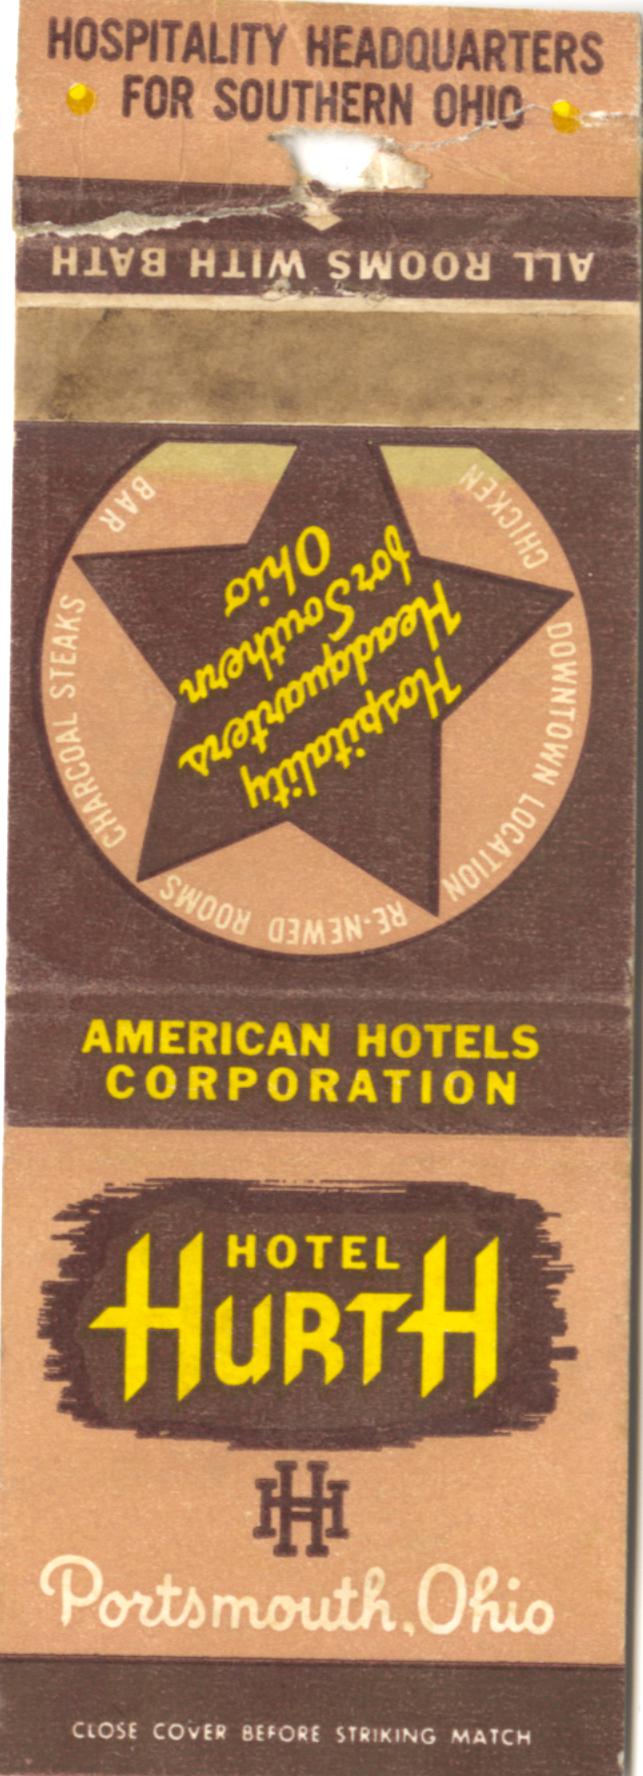 HOSPITALITY HEADQUARTERS
FOR SOUTHERN OHIO
ALL ROOMS WITH BATH
Hospitality
Headquarters
for Southern
Ohio
BAR
CHARCOAL STEAKS
RE-NEWED ROOMS
DOWNTOWN LOCATION
CHICKEN
AMERICAN HOTELS
CORPORATION
HOTEL
HURTH
HH
Portsmouth, Ohio
CLOSE COVER BEFORE STRIKING MATCH